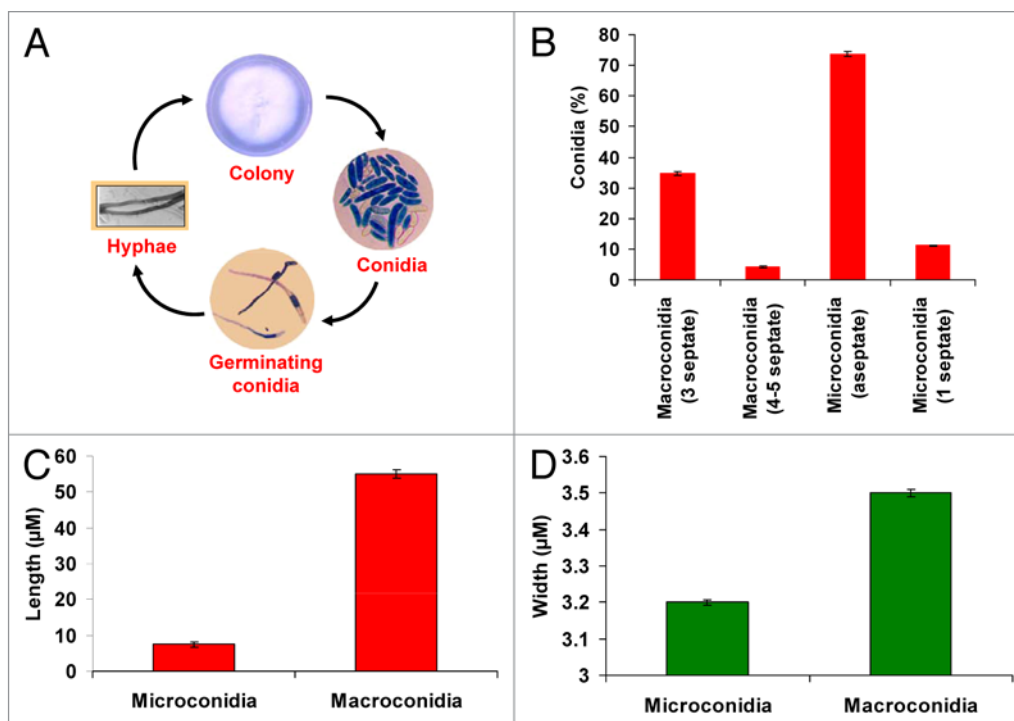 A
Colony
Conidia
Germinating
conidia
Hyphae
B
Conidia (%)
80
70
60
50
40
30
20
10
0
Macroconidia
(3 septate)
Macroconidia
(4-5 septate)
Microconidia
(aseptate)
Microconidia
(1 septate)
C
Length (µM)
60
50
40
30
20
10
0
Microconidia
Macroconidia
D
Width (µM)
3.6
3.5
3.4
3.3
3.2
3.1
3
Microconidia
Macroconidia